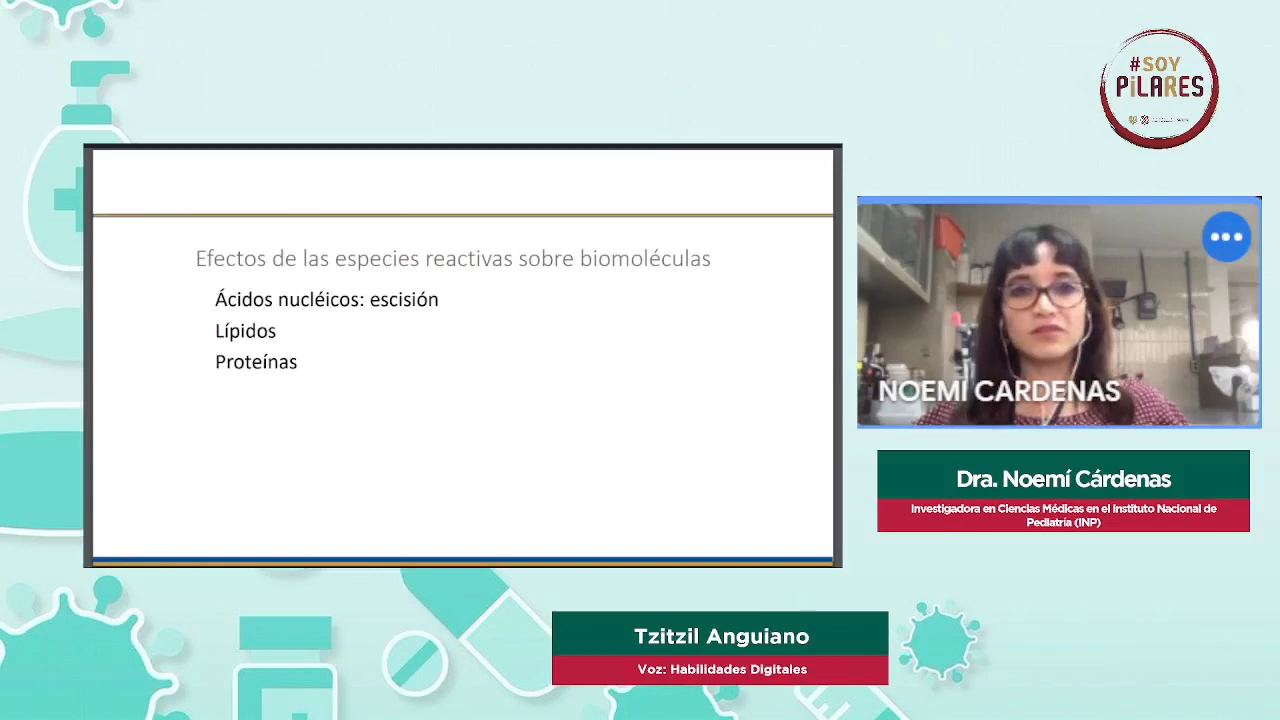 #SOY
PiLARES
Efectos de las especies reactivas sobre biomoléculas
Ácidos nucléicos: escisión
Lípidos
Proteínas
NOEMI CARDENAS
Dra. Noemí Cárdenas
Investigadora en Ciencias Médicas en el Instituto Nacional de
Pediatría (INP)
Tzitzil Anguiano
Voz: Habilidades Digitales